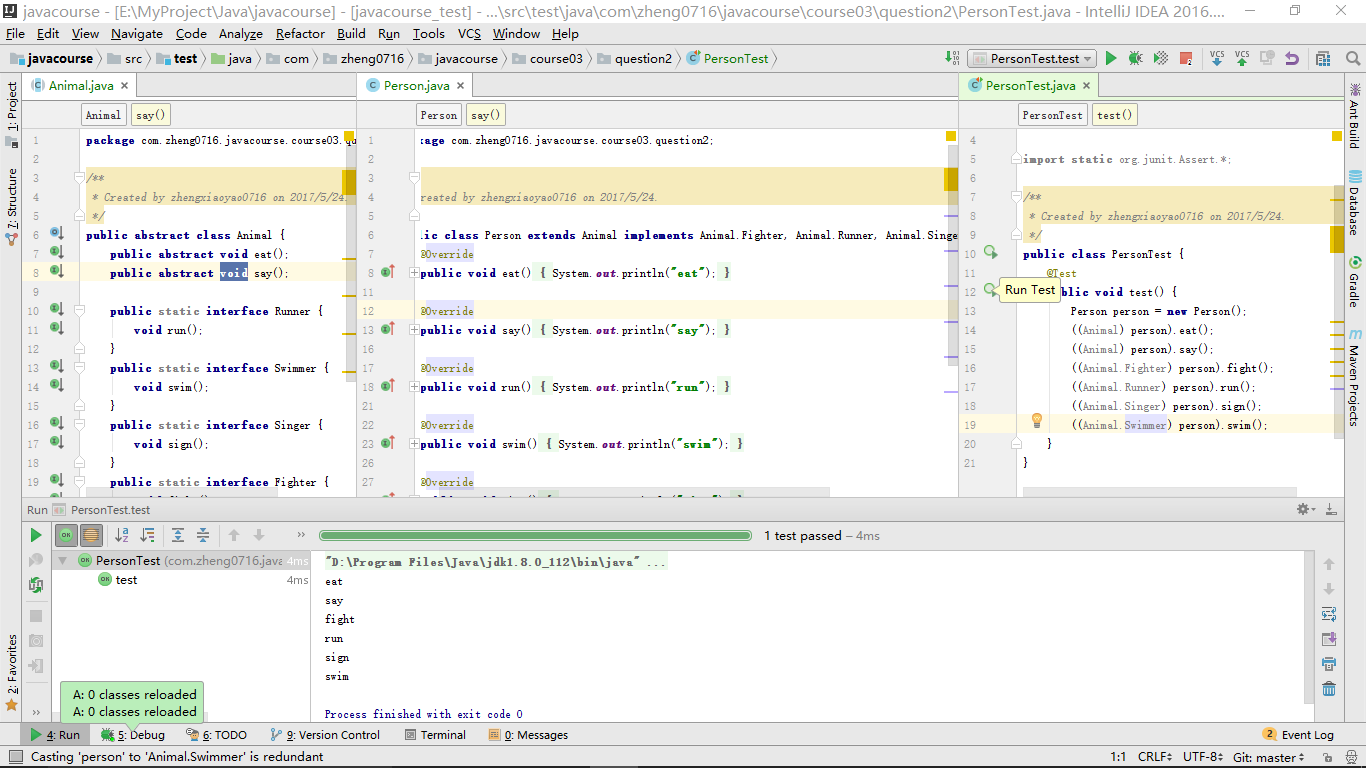 javacourse - [E:\MyProject\Java\javacourse] - [javacourse_test] - ...\src\test\java\com\zheng0716\javacourse\course03\question2\PersonTest.java - IntelliJ IDEA 2016....
File Edit View Navigate Code Analyze Refactor Build Run Tools VCS Window Help
javacourse src test java com zheng0716 javacourse course03 question2 PersonTest PersonTest.test VCS VCS
1: Project
7: Structure
2: Favorites
Animal.java
Animal say()
1 package com.zheng0716.javacourse.course03.qu
2
3 /**
4 * Created by zhengxiaoyao0716 on 2017/5/24.
5 */
6 public abstract class Animal {
7 public abstract void eat();
8 public abstract void say();
9
10 public static interface Runner {
11 void run();
12 }
13 public static interface Swimmer {
14 void swim();
15 }
16 public static interface Singer {
17 void sign();
18 }
19 public static interface Fighter {
Person.java
Person say()
1 kage com.zheng0716.javacourse.course03.question2;
2
3
4 reated by zhengxiaoyao0716 on 2017/5/24.
5
6 lic class Person extends Animal implements Animal.Fighter, Animal.Runner, Animal.Singe
7 @Override
8 public void eat() { System.out.println("eat"); }
11
12 @Override
13 public void say() { System.out.println("say"); }
16
17 @Override
18 public void run() { System.out.println("run"); }
21
22 @Override
23 public void swim() { System.out.println("swim"); }
26
27 @Override
PersonTest.java
PersonTest test()
4
5 import static org.junit.Assert.*;
6
7 /**
8 * Created by zhengxiaoyao0716 on 2017/5/24.
9 */
10 public class PersonTest {
11 @Test
12 Run Test blic void test() {
13 Person person = new Person();
14 ((Animal) person).eat();
15 ((Animal) person).say();
16 ((Animal.Fighter) person).fight();
17 ((Animal.Runner) person).run();
18 ((Animal.Singer) person).sign();
19 ((Animal.Swimmer) person).swim();
20 }
21 }
Ant Build
Database
Gradle
Maven Projects
Run PersonTest.test
1 test passed – 4ms
PersonTest (com.zheng0716.java 4ms
test 4ms
"D:\Program Files\Java\jdk1.8.0_112\bin\java" ...
eat
say
fight
run
sign
swim
Process finished with exit code 0
A: 0 classes reloaded
A: 0 classes reloaded
4: Run 5: Debug 6: TODO 9: Version Control Terminal 0: Messages 2 Event Log
Casting 'person' to 'Animal.Swimmer' is redundant 1:1 CRLF UTF-8 Git: master